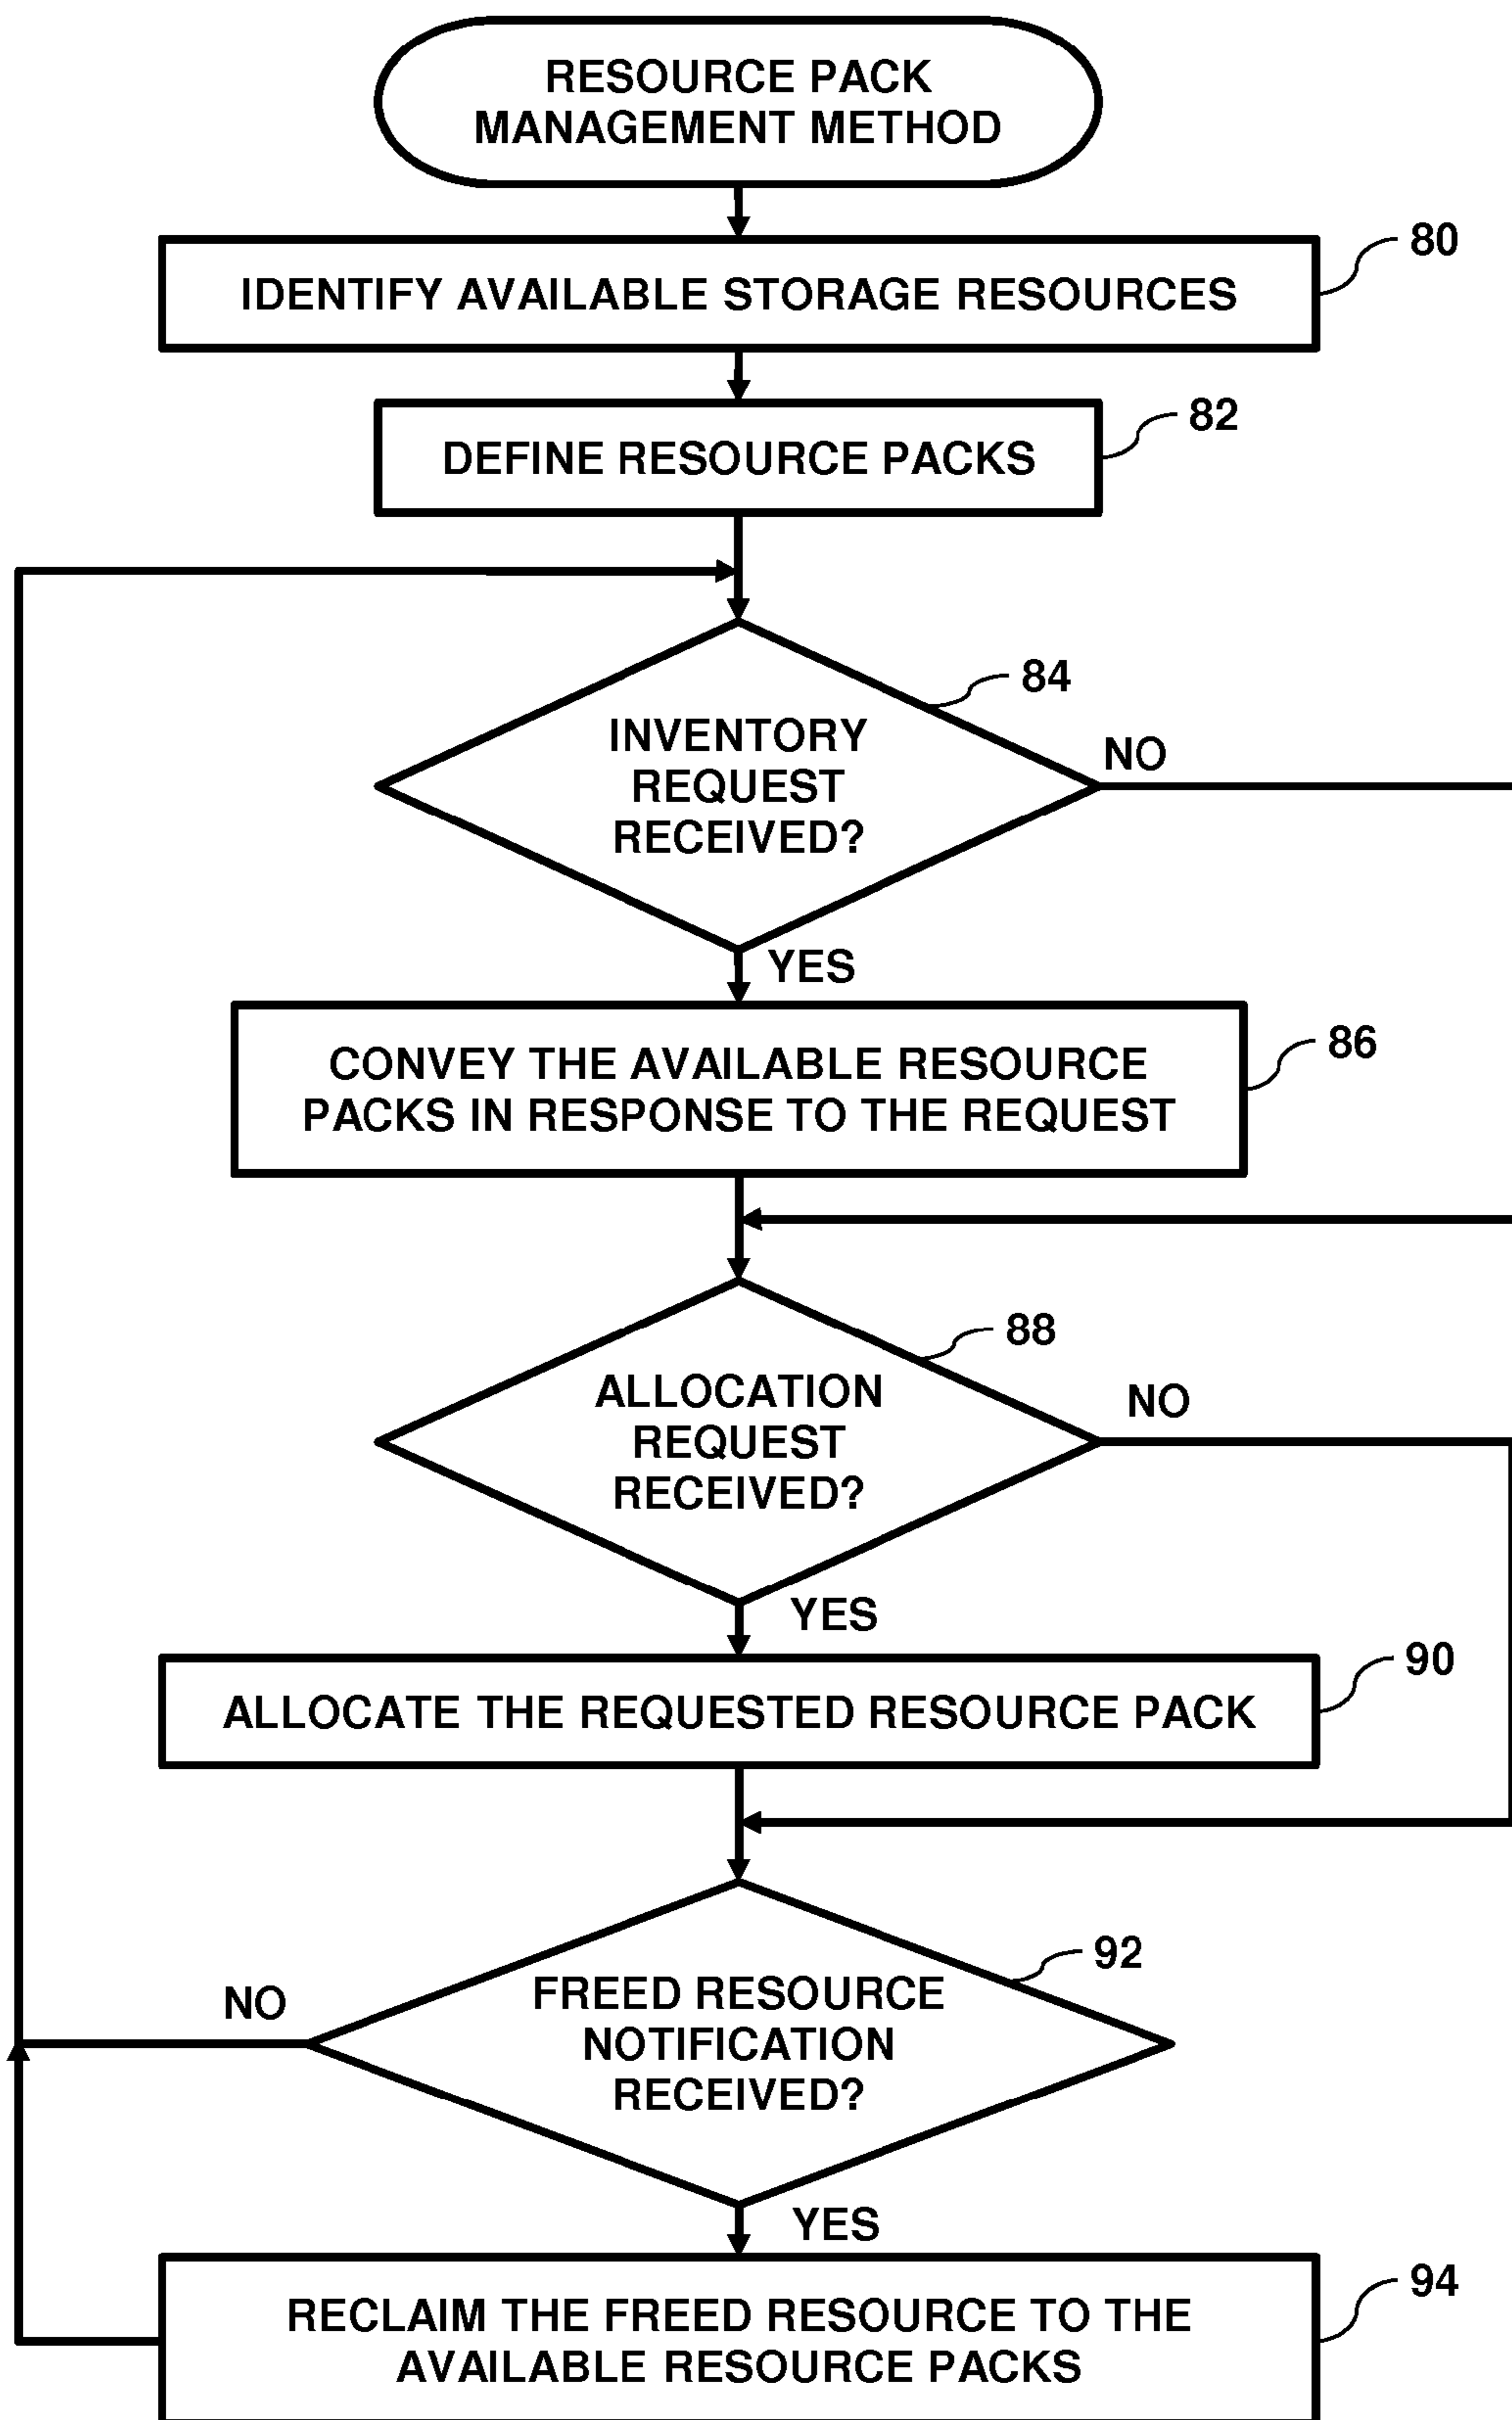 RESOURCE PACK
MANAGEMENT METHOD
80
IDENTIFY AVAILABLE STORAGE RESOURCES
82
DEFINE RESOURCE PACKS
84
INVENTORY
REQUEST
RECEIVED?
NO
YES
86
CONVEY THE AVAILABLE RESOURCE
PACKS IN RESPONSE TO THE REQUEST
88
ALLOCATION
REQUEST
RECEIVED?
NO
YES
90
ALLOCATE THE REQUESTED RESOURCE PACK
92
FREED RESOURCE
NOTIFICATION
RECEIVED?
NO
YES
94
RECLAIM THE FREED RESOURCE TO THE
AVAILABLE RESOURCE PACKS